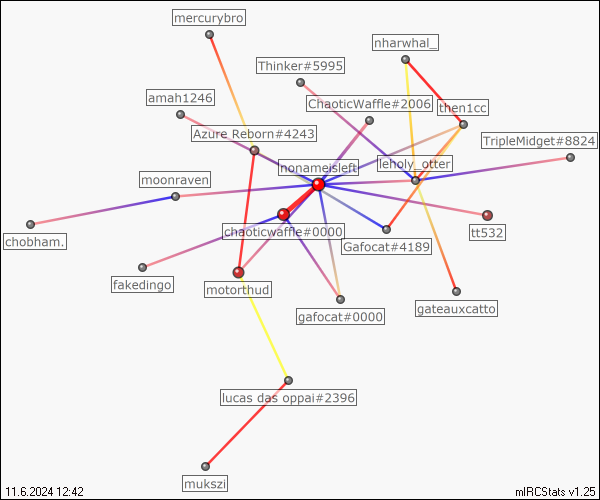 mercurybro
nharwhal_
Thinker#5995
amah1246
ChaoticWaffle#2006
then1cc
Azure Reborn#4243
TripleMidget#8824
nonameisleft
leholy_otter
moonraven
chaoticwaffle#0000
tt532
chobham.
Gafocat#4189
fakedingo
motorthud
gateauxcatto
gafocat#0000
lucas das oppai#2396
mukszi
11.6.2024 12:42
mIRCStats v1.25